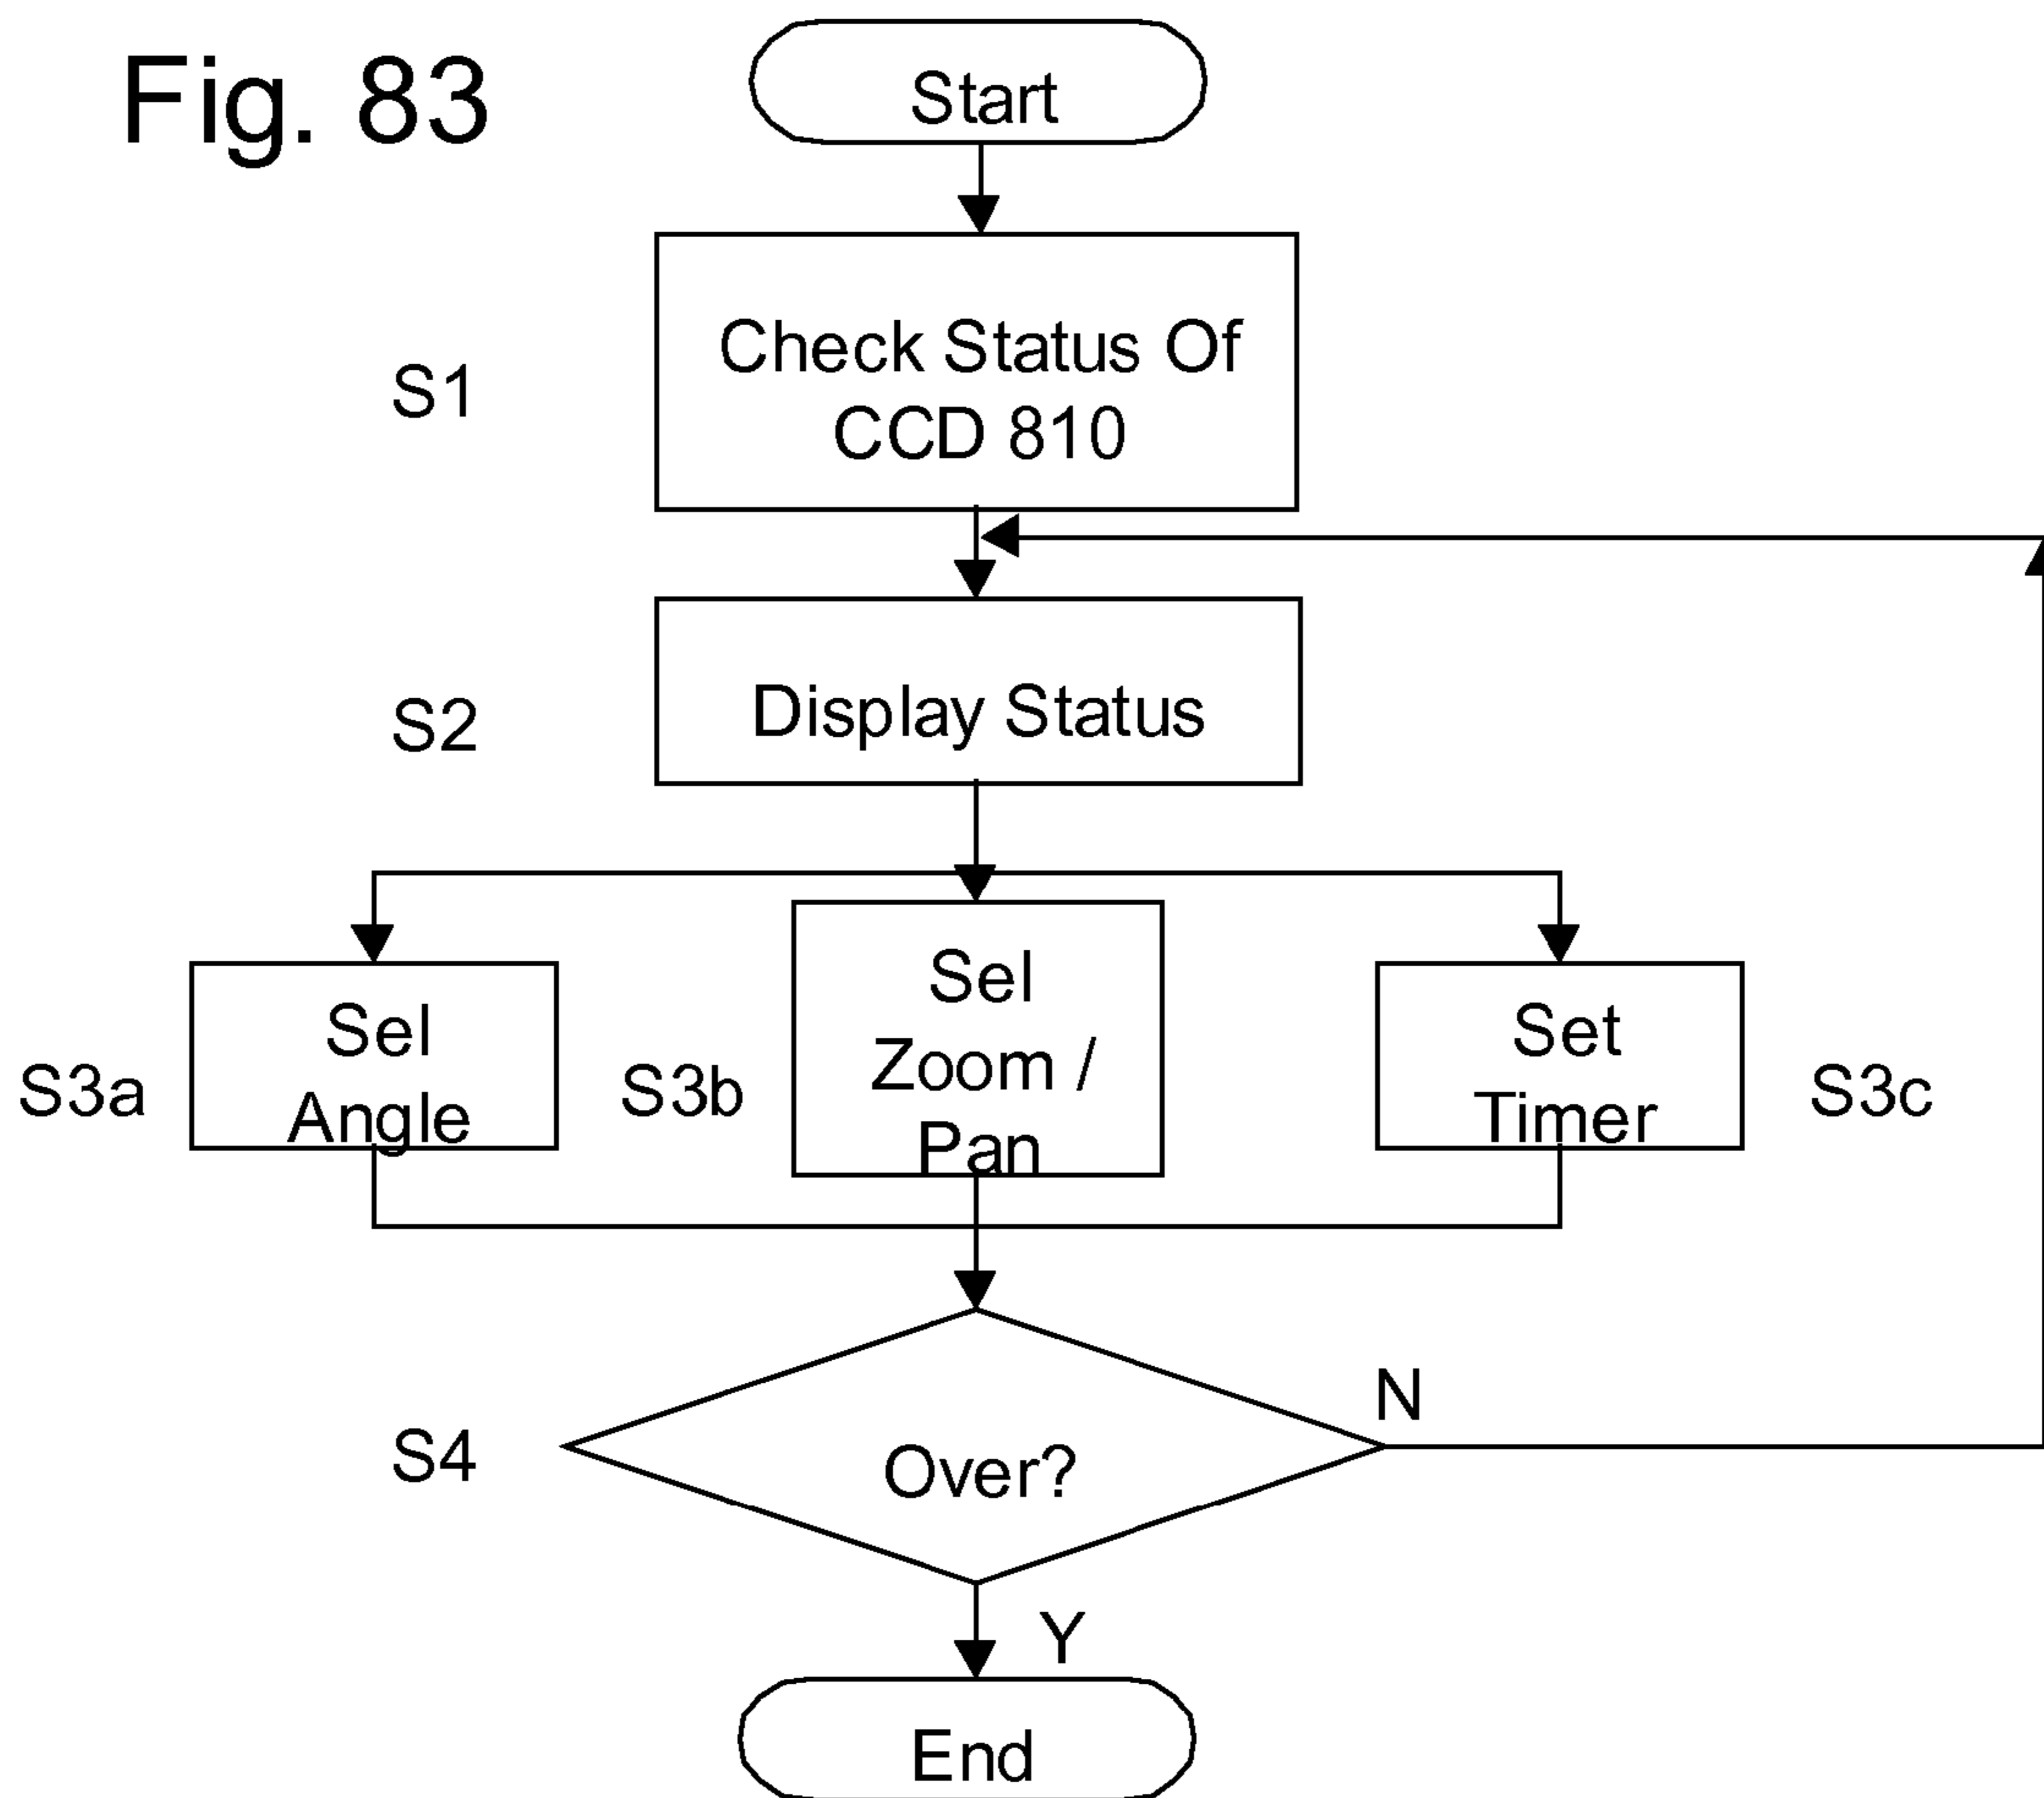 Fig. 83
Start
S1
Check Status Of
CCD 810
S2
Display Status
S3a
Sel
Angle
S3b
Sel
Zoom /
Pan
Set
Timer
S3c
S4
Over?
N
Y
End